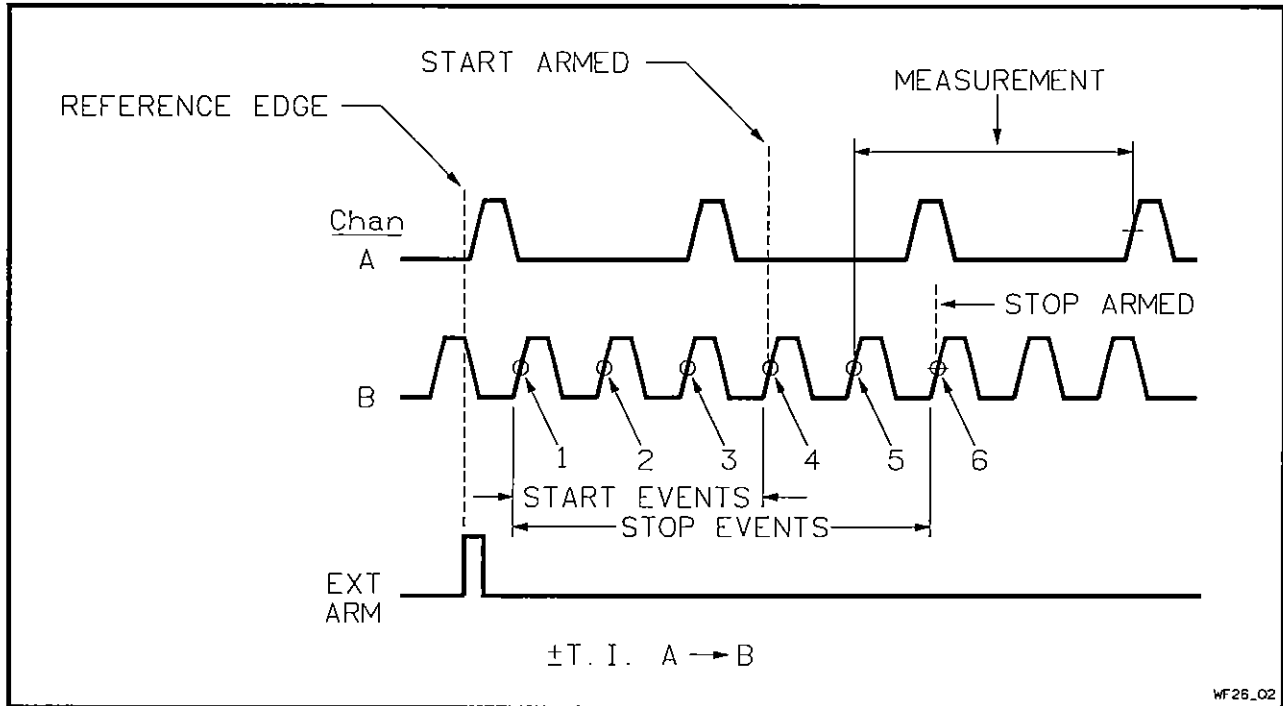 START ARMED
MEASUREMENT
REFERENCE EDGE
Chan
A
STOP ARMED
B
1 2 3 4 5 6
START EVENTS
STOP EVENTS
EXT
ARM
±T. I. A → B
WF26_02